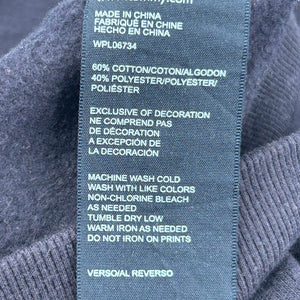 MADE IN CHINA
FABRIQUÉ EN CHINE
HECHO EN CHINA
WPL06734
60% COTTON/COTON/ALGODON
40% POLYESTER/POLYESTER/
POLIÉSTER
EXCLUSIVE OF DECORATION
NE COMPREND PAS
DE DÉCORATION
A EXCEPCIÓN DE
LA DECORACIÓN
MACHINE WASH COLD
WASH WITH LIKE COLORS
NON-CHLORINE BLEACH
AS NEEDED
TUMBLE DRY LOW
WARM IRON AS NEEDED
DO NOT IRON ON PRINTS
VERSO/AL REVERSO